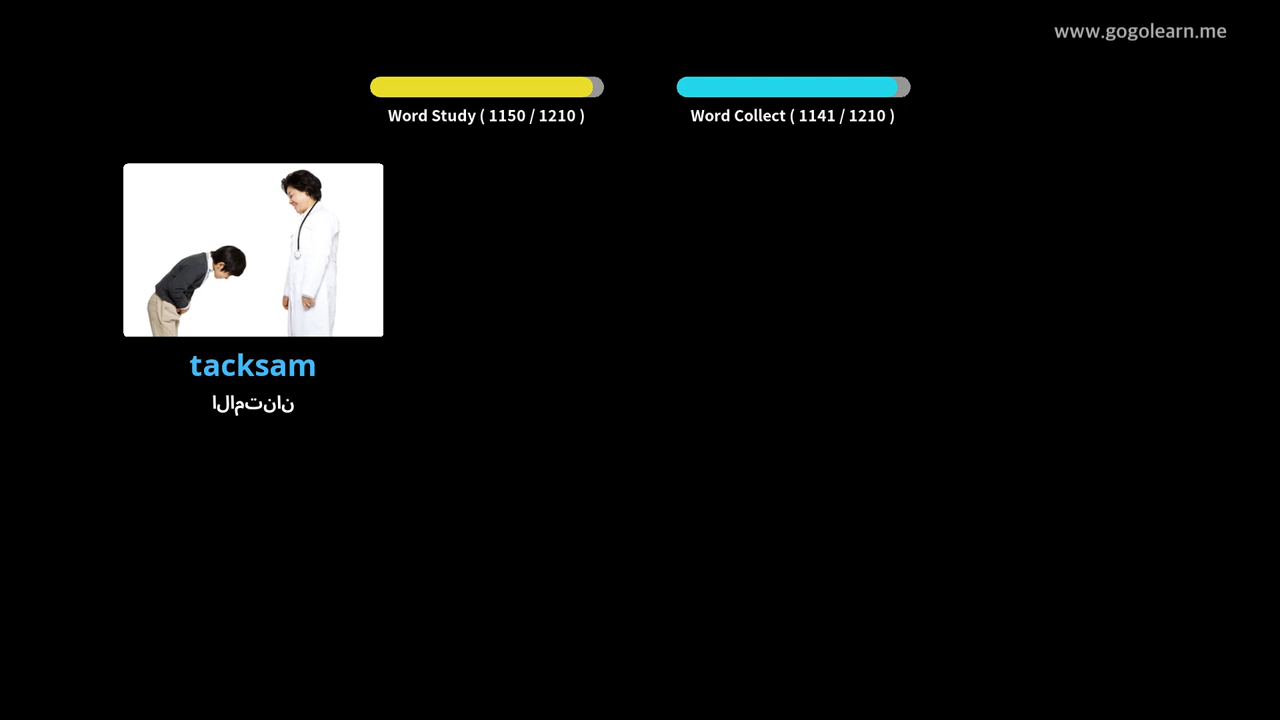 www.gogolearn.me
Word Study ( 1150 / 1210 )
Word Collect ( 1141 / 1210 )
tacksam
الامتنان